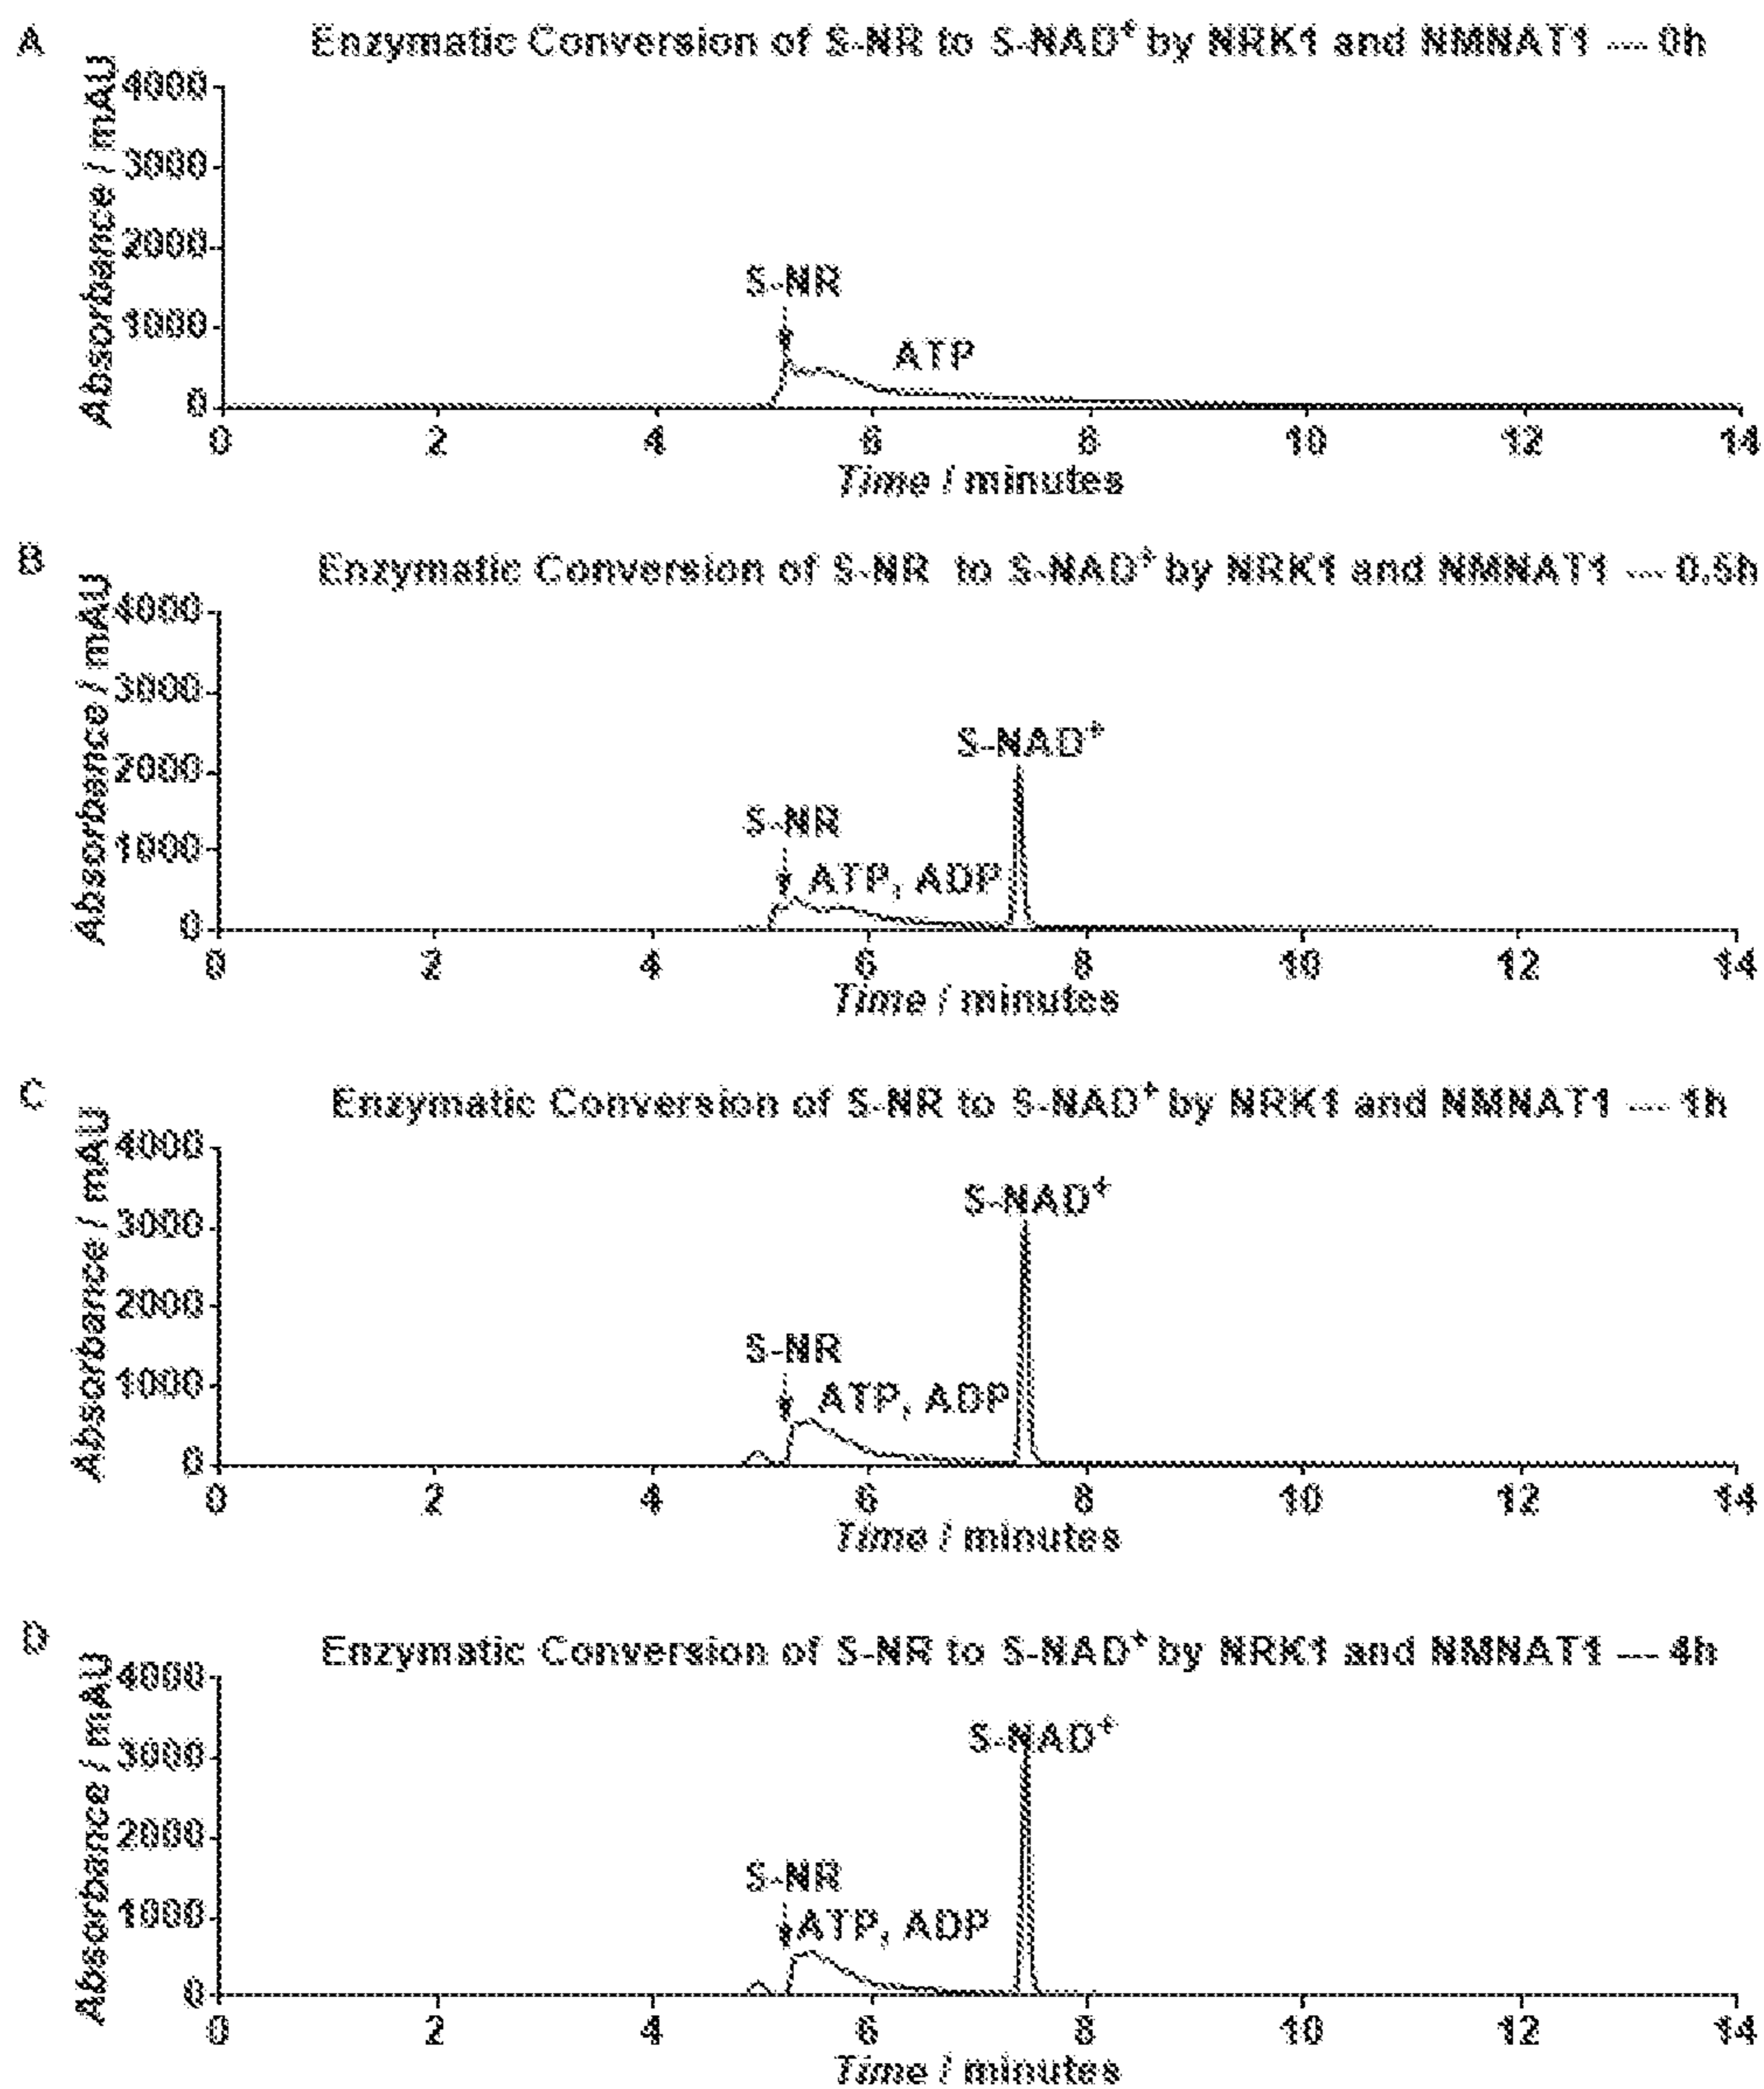 A
Enzymatic Conversion of S-NR to S-NAD⁺ by NRK1 and NMNAT1 --- 0h
Absorbance / mAU
4000
3000
2000
1000
0
S-NR
ATP
0 2 4 6 8 10 12 14
Time / minutes
B
Enzymatic Conversion of S-NR to S-NAD⁺ by NRK1 and NMNAT1 --- 0.5h
Absorbance / mAU
4000
3000
2000
1000
0
S-NAD⁺
S-NR
ATP, ADP
0 2 4 6 8 10 12 14
Time / minutes
C
Enzymatic Conversion of S-NR to S-NAD⁺ by NRK1 and NMNAT1 --- 1h
Absorbance / mAU
4000
3000
2000
1000
0
S-NAD⁺
S-NR
ATP, ADP
0 2 4 6 8 10 12 14
Time / minutes
D
Enzymatic Conversion of S-NR to S-NAD⁺ by NRK1 and NMNAT1 --- 4h
Absorbance / mAU
4000
3000
2000
1000
0
S-NAD⁺
S-NR
ATP, ADP
0 2 4 6 8 10 12 14
Time / minutes